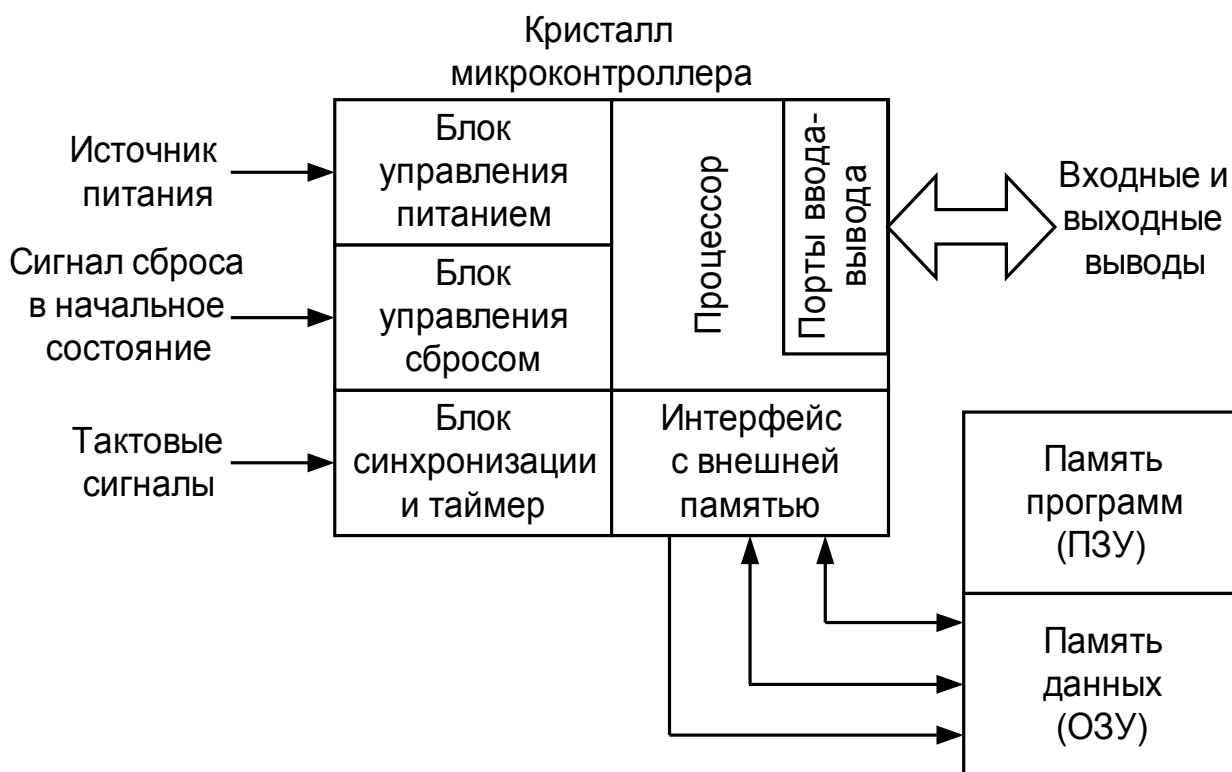 Кристалл
микроконтроллера
Источник
питания
Блок
управления
питанием
Процессор
Порты ввода-
вывода
Входные и
выходные
выводы
Сигнал сброса
в начальное
состояние
Блок
управления
сбросом
Тактовые
сигналы
Блок
синхронизации
и таймер
Интерфейс
с внешней
памятью
Память
программ
(ПЗУ)
Память
данных
(ОЗУ)